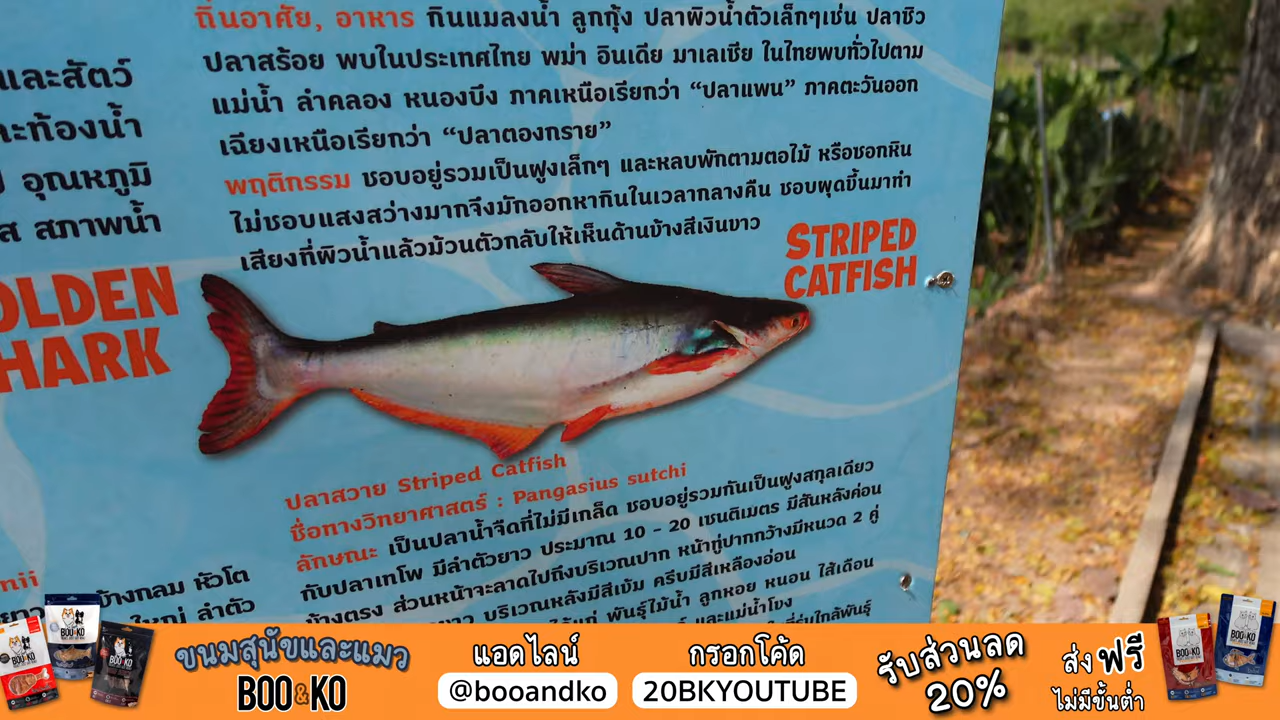 ถิ่นอาศัย, อาหาร กินแมลงน้ำ ลูกกุ้ง ปลาผิวน้ำตัวเล็กๆเช่น ปลาซิว
ปลาสร้อย พบในประเทศไทย พม่า อินเดีย มาเลเซีย ในไทยพบทั่วไปตาม
แม่น้ำ ลำคลอง หนองบึง ภาคเหนือเรียกว่า “ปลาแพน” ภาคตะวันออก
เฉียงเหนือเรียกว่า “ปลาตองกราย”
พฤติกรรม ชอบอยู่รวมเป็นฝูงเล็กๆ และหลบพักตามตอไม้ หรือซอกหิน
ไม่ชอบแสงสว่างมากจึงมักออกหากินในเวลากลางคืน ชอบผุดขึ้นมาทำ
เสียงที่ผิวน้ำแล้วม้วนตัวกลับให้เห็นด้านข้างสีเงินขาว
และสัตว์
ะท้องน้ำ
อุณหภูมิ
ส สภาพน้ำ
OLDEN
HARK
STRIPED
CATFISH
ปลาสวาย Striped Catfish
ชื่อทางวิทยาศาสตร์ : Pangasius sutchi
ลักษณะ เป็นปลาน้ำจืดที่ไม่มีเกล็ด ชอบอยู่รวมกันเป็นฝูงสกุลเดียว
กับปลาเทโพ มีลำตัวยาว ประมาณ 10 - 20 เซนติเมตร มีสันหลังค่อน
ข้างตรง ส่วนหน้าจะลาดไปถึงบริเวณปาก หน้าทู่ปากกว้างมีหนวด 2 คู่
บริเวณหลังมีสีเข้ม ครีบมีสีเหลืองอ่อน
พันธุ์ไม้น้ำ ลูกหอย หนอน ไส้เดือน
และแม่น้ำโขง
nii
ข้างกลม หัวโต
ใหญ่ ลำตัว
ขนมสุนัขและแมว
BOO&KO
แอดไลน์
@booandko
กรอกโค้ด
20BKYOUTUBE
รับส่วนลด
20%
ส่งฟรี
ไม่มีขั้นต่ำ
BOO&KO
BOO&KO
BOO&KO